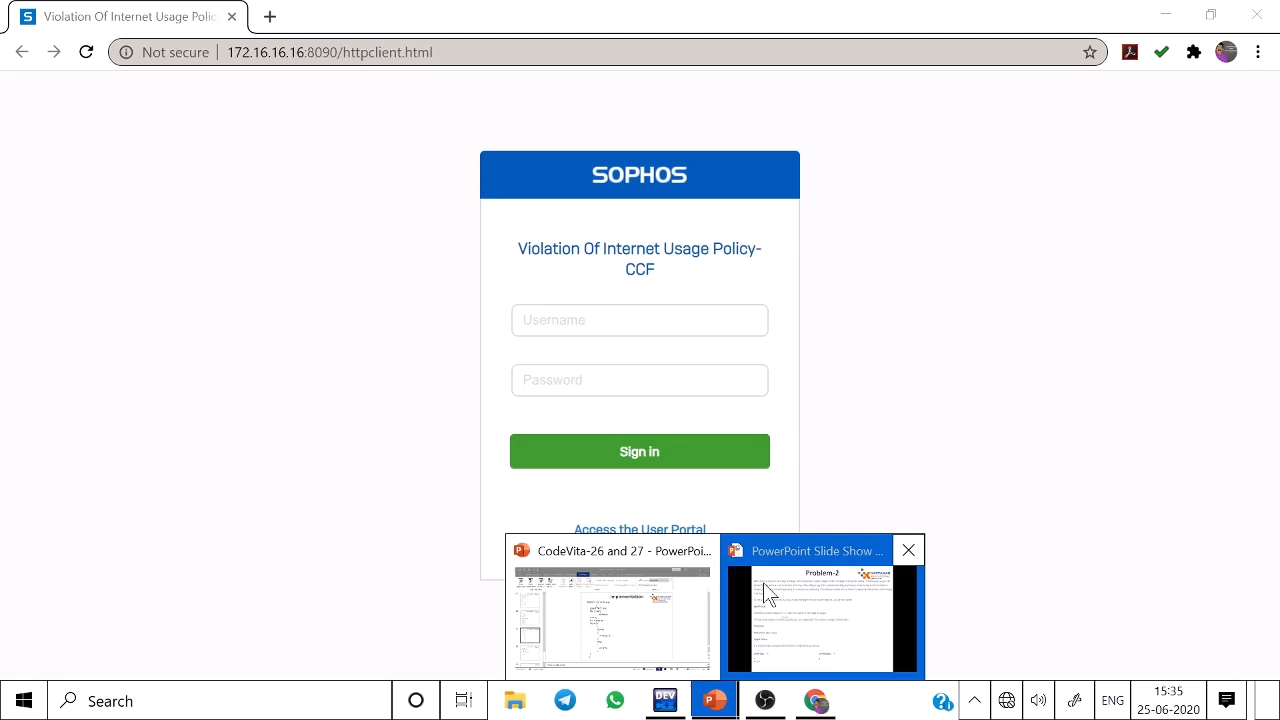 Violation Of Internet Usage Polic
Not secure
172.16.16.16:8090/httpclient.html
SOPHOS
Violation Of Internet Usage Policy-
CCF
Username
Password
Sign in
Access the User Portal
CodeVita-26 and 27 - PowerPoi...
PowerPoint Slide Show ...
Implementation
Problem-2
Search
DEV
ENG
15:35
25-06-2020